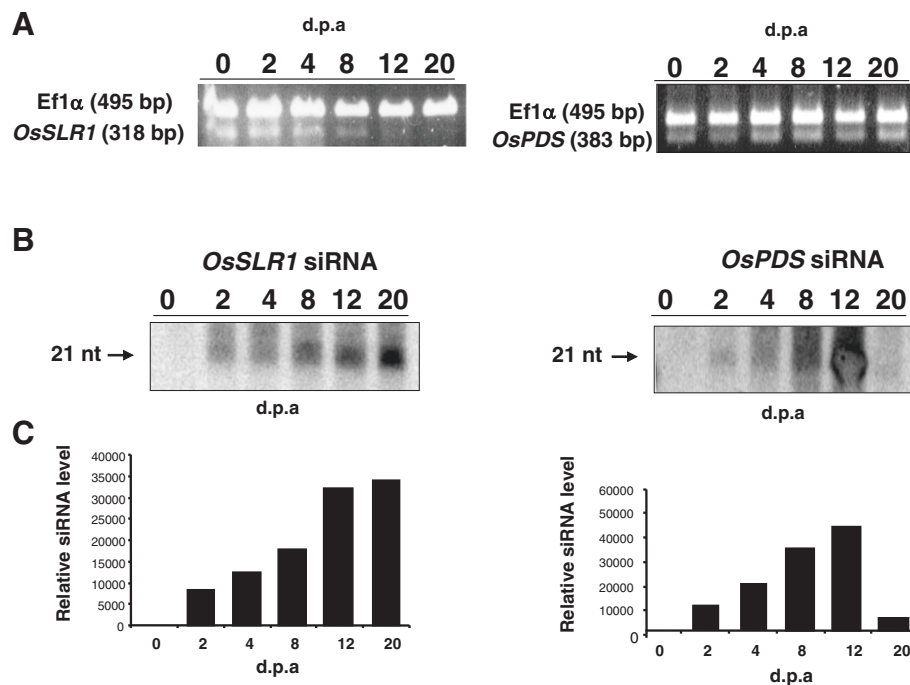 A
d.p.a
0 2 4 8 12 20
Ef1α (495 bp)
OsSLR1 (318 bp)
d.p.a
0 2 4 8 12 20
Ef1α (495 bp)
OsPDS (383 bp)
B
OsSLR1 siRNA
0 2 4 8 12 20
21 nt →
d.p.a
OsPDS siRNA
0 2 4 8 12 20
21 nt →
d.p.a
C
Relative siRNA level
40000
35000
30000
25000
20000
15000
10000
5000
0
0 2 4 8 12 20
d.p.a
Relative siRNA level
60000
50000
40000
30000
20000
10000
0
0 2 4 8 12 20
d.p.a